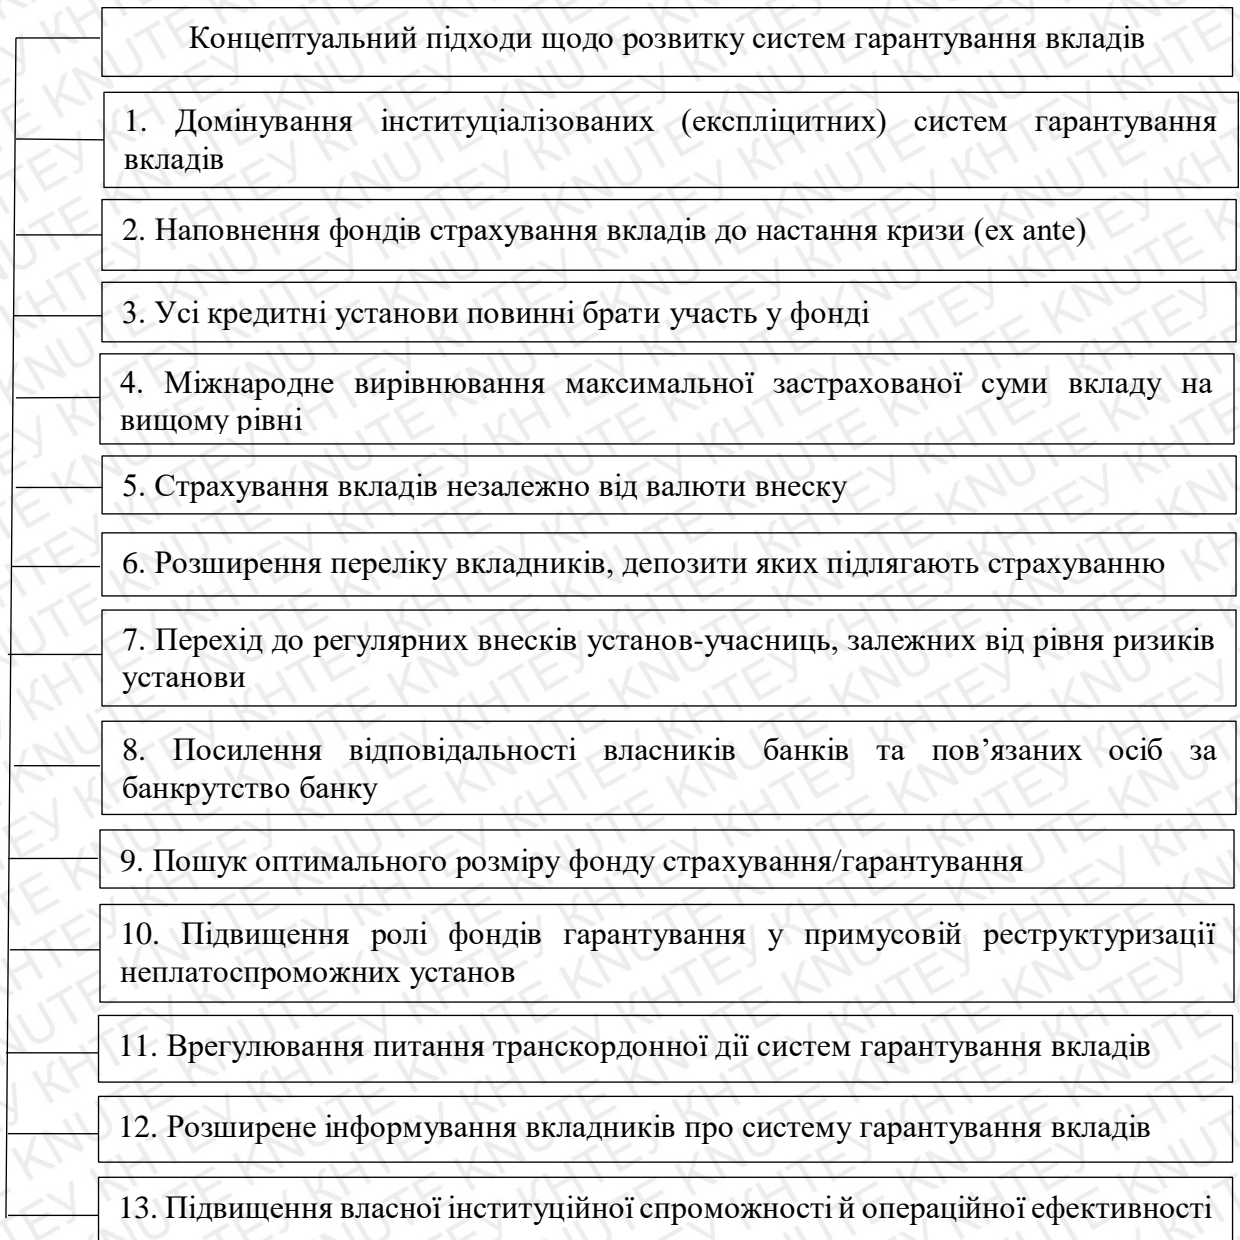 Концептуальний підходи щодо розвитку систем гарантування вкладів
1. Домінування інституціалізованих (експліцитних) систем гарантування
вкладів
2. Наповнення фондів страхування вкладів до настання кризи (ex ante)
3. Усі кредитні установи повинні брати участь у фонді
4. Міжнародне вирівнювання максимальної застрахованої суми вкладу на
вищому рівні
5. Страхування вкладів незалежно від валюти внеску
6. Розширення переліку вкладників, депозити яких підлягають страхуванню
7. Перехід до регулярних внесків установ-учасниць, залежних від рівня ризиків
установи
8. Посилення відповідальності власників банків та пов’язаних осіб за
банкрутство банку
9. Пошук оптимального розміру фонду страхування/гарантування
10. Підвищення ролі фондів гарантування у примусовій реструктуризації
неплатоспроможних установ
11. Врегулювання питання транскордонної дії систем гарантування вкладів
12. Розширене інформування вкладників про систему гарантування вкладів
13. Підвищення власної інституційної спроможності й операційної ефективності